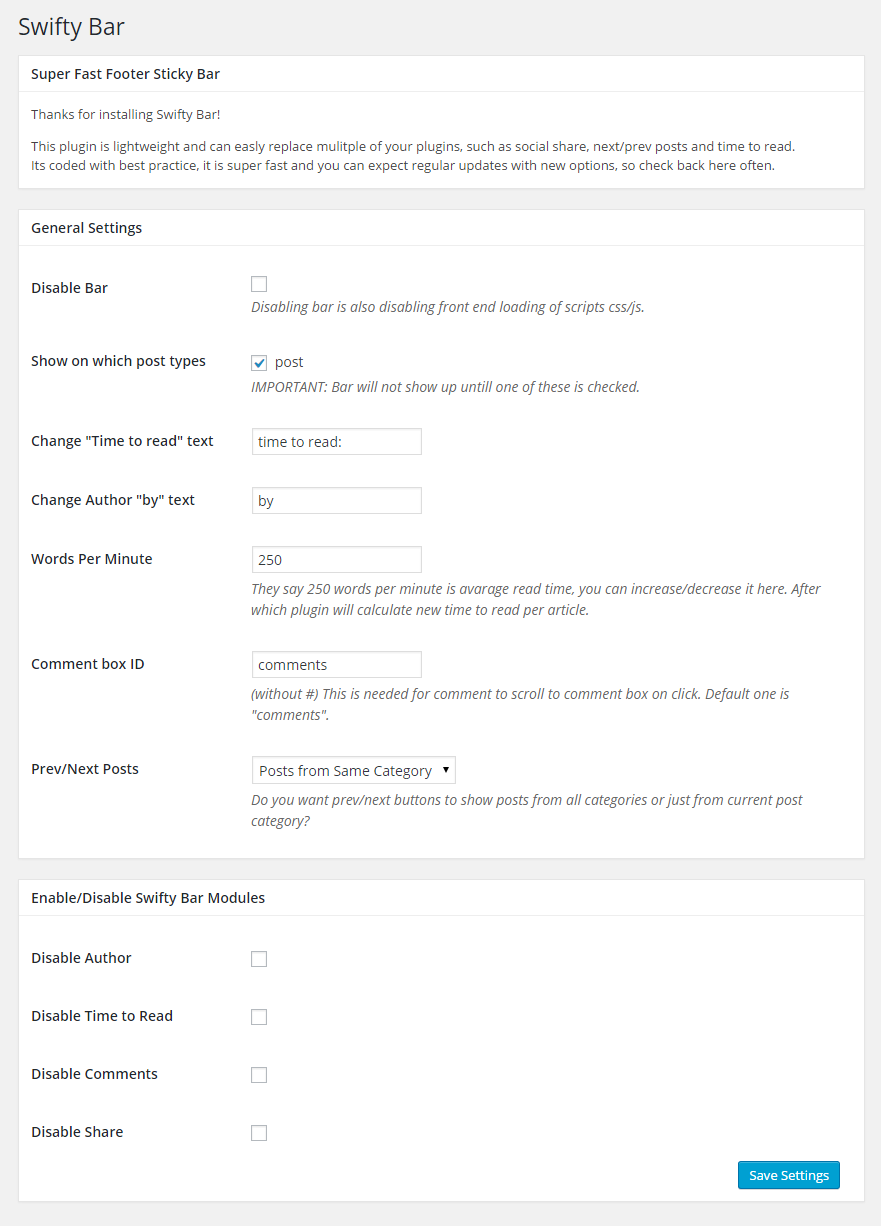 Swifty Bar
Super Fast Footer Sticky Bar
Thanks for installing Swifty Bar!
This plugin is lightweight and can easly replace mulitple of your plugins, such as social share, next/prev posts and time to read.
Its coded with best practice, it is super fast and you can expect regular updates with new options, so check back here often.
General Settings
Disable Bar
Disabling bar is also disabling front end loading of scripts css/js.
Show on which post types
post
IMPORTANT: Bar will not show up untill one of these is checked.
Change "Time to read" text
time to read:
Change Author "by" text
by
Words Per Minute
250
They say 250 words per minute is avarage read time, you can increase/decrease it here. After
which plugin will calculate new time to read per article.
Comment box ID
comments
(without #) This is needed for comment to scroll to comment box on click. Default one is
"comments".
Prev/Next Posts
Posts from Same Category
Do you want prev/next buttons to show posts from all categories or just from current post
category?
Enable/Disable Swifty Bar Modules
Disable Author
Disable Time to Read
Disable Comments
Disable Share
Save Settings